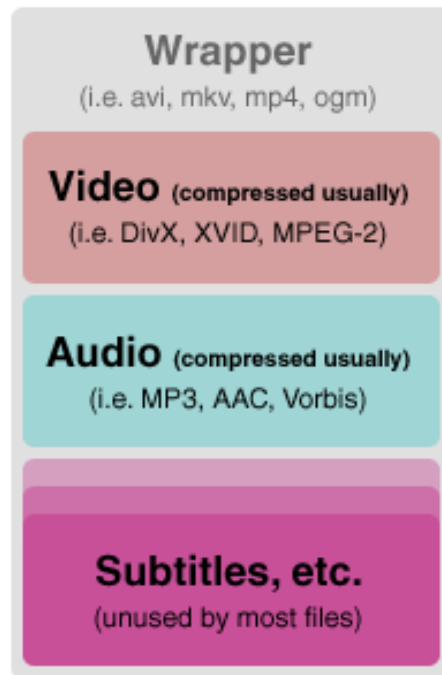 Wrapper
(i.e. avi, mkv, mp4, ogm)
Video (compressed usually)
(i.e. DivX, XVID, MPEG-2)
Audio (compressed usually)
(i.e. MP3, AAC, Vorbis)
Subtitles, etc.
(unused by most files)